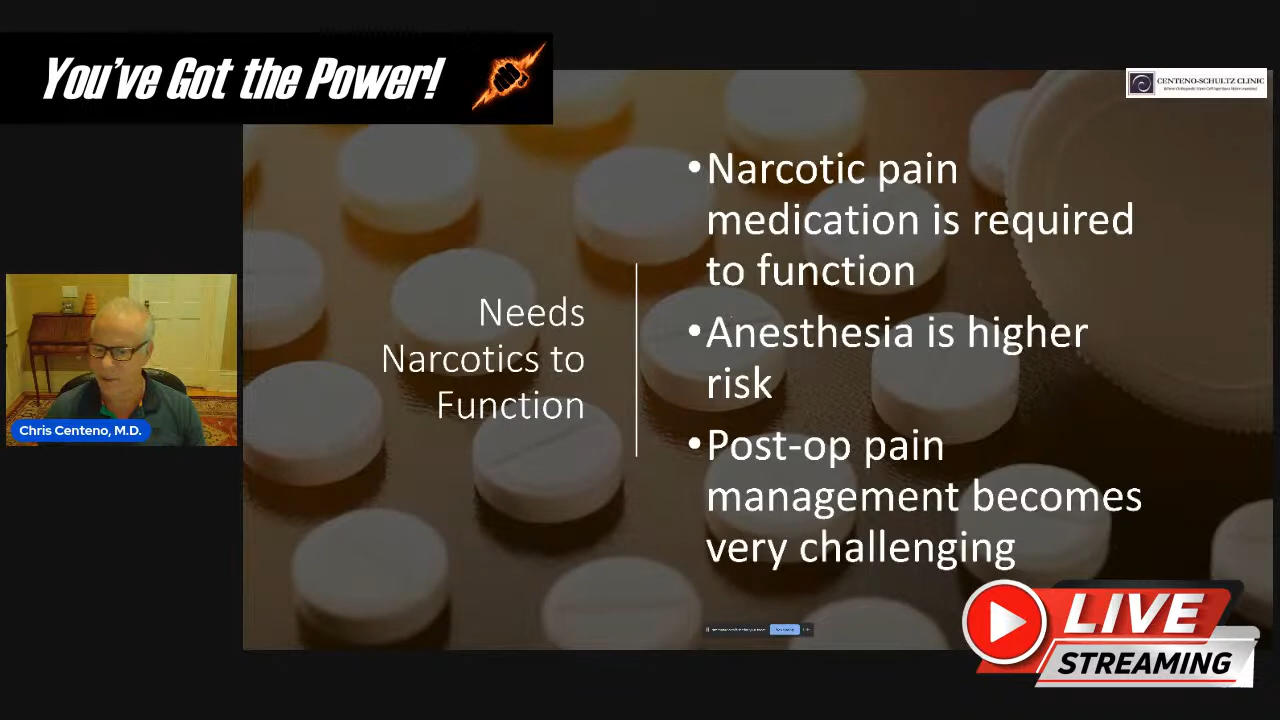 You've Got the Power!
CENTENO-SCHULTZ CLINIC
Needs
Narcotics to
Function
•Narcotic pain
medication is required
to function
•Anesthesia is higher
risk
•Post-op pain
management becomes
very challenging
Chris Centeno, M.D.
LIVE
STREAMING